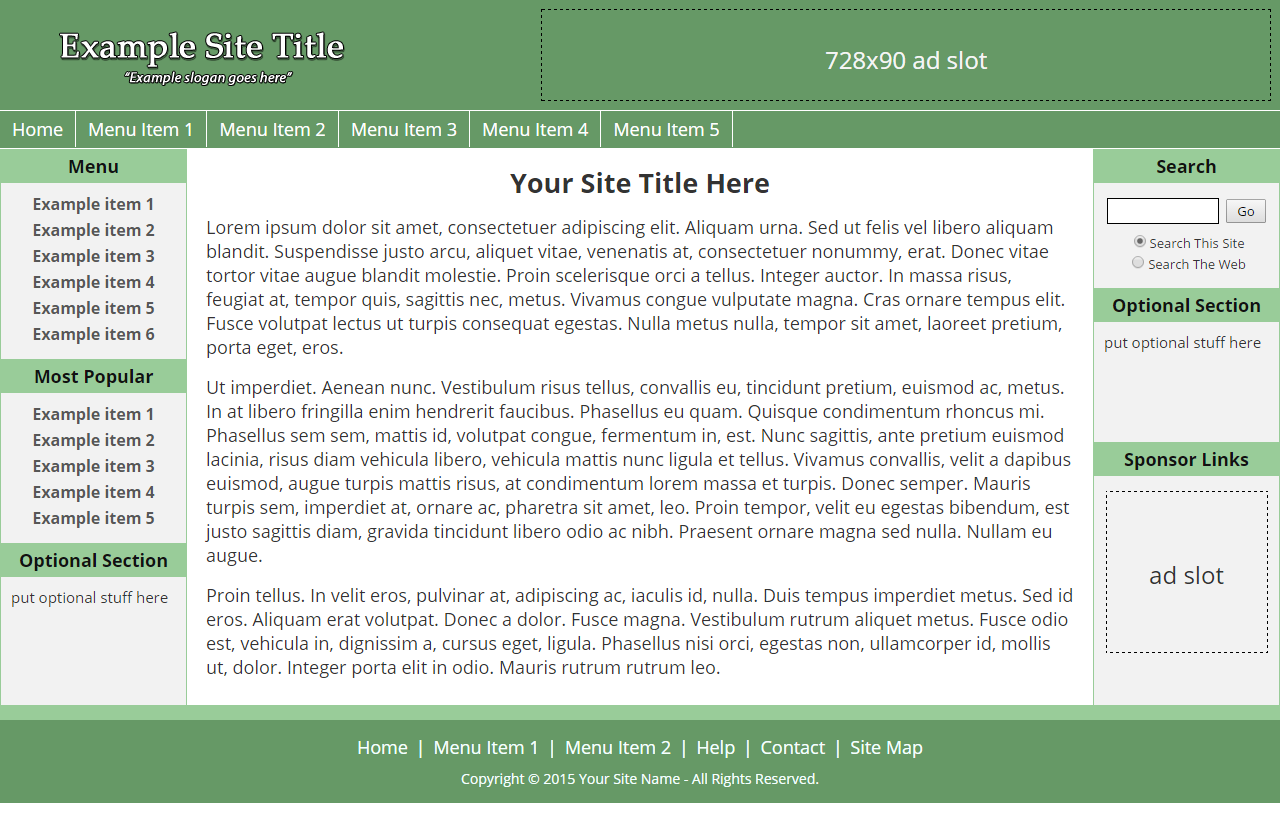 Example Site Title
“Example slogan goes here”
728x90 ad slot
Home
Menu Item 1
Menu Item 2
Menu Item 3
Menu Item 4
Menu Item 5
Menu
Example item 1
Example item 2
Example item 3
Example item 4
Example item 5
Example item 6
Most Popular
Example item 1
Example item 2
Example item 3
Example item 4
Example item 5
Optional Section
put optional stuff here
Your Site Title Here
Lorem ipsum dolor sit amet, consectetuer adipiscing elit. Aliquam urna. Sed ut felis vel libero aliquam
blandit. Suspendisse justo arcu, aliquet vitae, venenatis at, consectetuer nonummy, erat. Donec vitae
tortor vitae augue blandit molestie. Proin scelerisque orci a tellus. Integer auctor. In massa risus,
feugiat at, tempor quis, sagittis nec, metus. Vivamus congue vulputate magna. Cras ornare tempus elit.
Fusce volutpat lectus ut turpis consequat egestas. Nulla metus nulla, tempor sit amet, laoreet pretium,
porta eget, eros.
Ut imperdiet. Aenean nunc. Vestibulum risus tellus, convallis eu, tincidunt pretium, euismod ac, metus.
In at libero fringilla enim hendrerit faucibus. Phasellus eu quam. Quisque condimentum rhoncus mi.
Phasellus sem sem, mattis id, volutpat congue, fermentum in, est. Nunc sagittis, ante pretium euismod
lacinia, risus diam vehicula libero, vehicula mattis nunc ligula et tellus. Vivamus convallis, velit a dapibus
euismod, augue turpis mattis risus, at condimentum lorem massa et turpis. Donec semper. Mauris
turpis sem, imperdiet at, ornare ac, pharetra sit amet, leo. Proin tempor, velit eu egestas bibendum, est
justo sagittis diam, gravida tincidunt libero odio ac nibh. Praesent ornare magna sed nulla. Nullam eu
augue.
Proin tellus. In velit eros, pulvinar at, adipiscing ac, iaculis id, nulla. Duis tempus imperdiet metus. Sed id
eros. Aliquam erat volutpat. Donec a dolor. Fusce magna. Vestibulum rutrum aliquet metus. Fusce odio
est, vehicula in, dignissim a, cursus eget, ligula. Phasellus nisi orci, egestas non, ullamcorper id, mollis
ut, dolor. Integer porta elit in odio. Mauris rutrum rutrum leo.
Search
Go
Search This Site
Search The Web
Optional Section
put optional stuff here
Sponsor Links
ad slot
Home | Menu Item 1 | Menu Item 2 | Help | Contact | Site Map
Copyright © 2015 Your Site Name - All Rights Reserved.